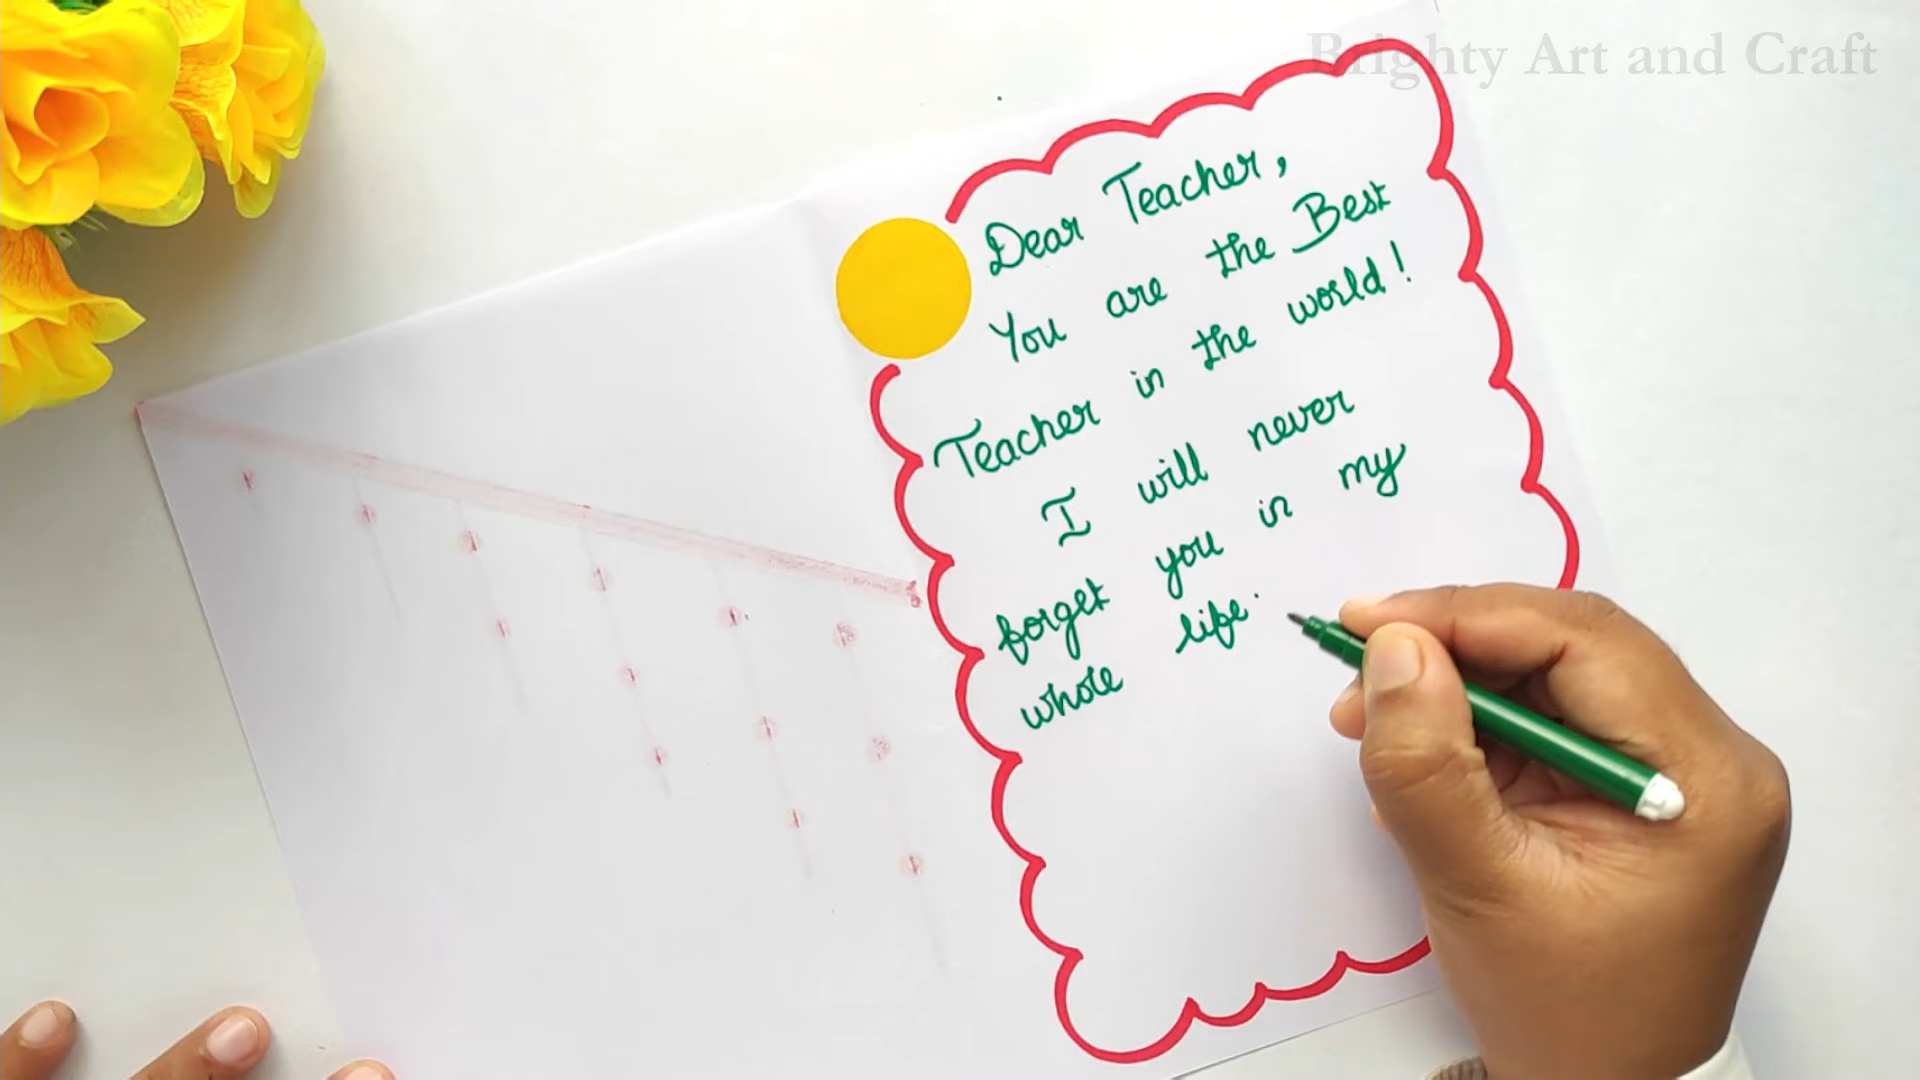 Brighty Art and Craft
Dear Teacher,
You are the Best
Teacher in the world!
I will never
forget you in my
whole life.